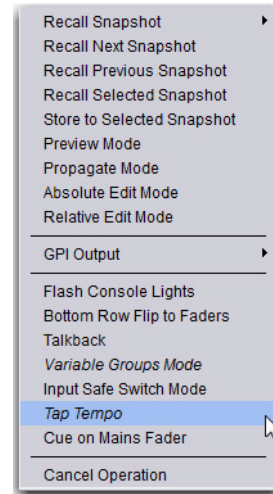 Recall Snapshot
Recall Next Snapshot
Recall Previous Snapshot
Recall Selected Snapshot
Store to Selected Snapshot
Preview Mode
Propagate Mode
Absolute Edit Mode
Relative Edit Mode
GPI Output
Flash Console Lights
Bottom Row Flip to Faders
Talkback
Variable Groups Mode
Input Safe Switch Mode
Tap Tempo
Cue on Mains Fader
Cancel Operation